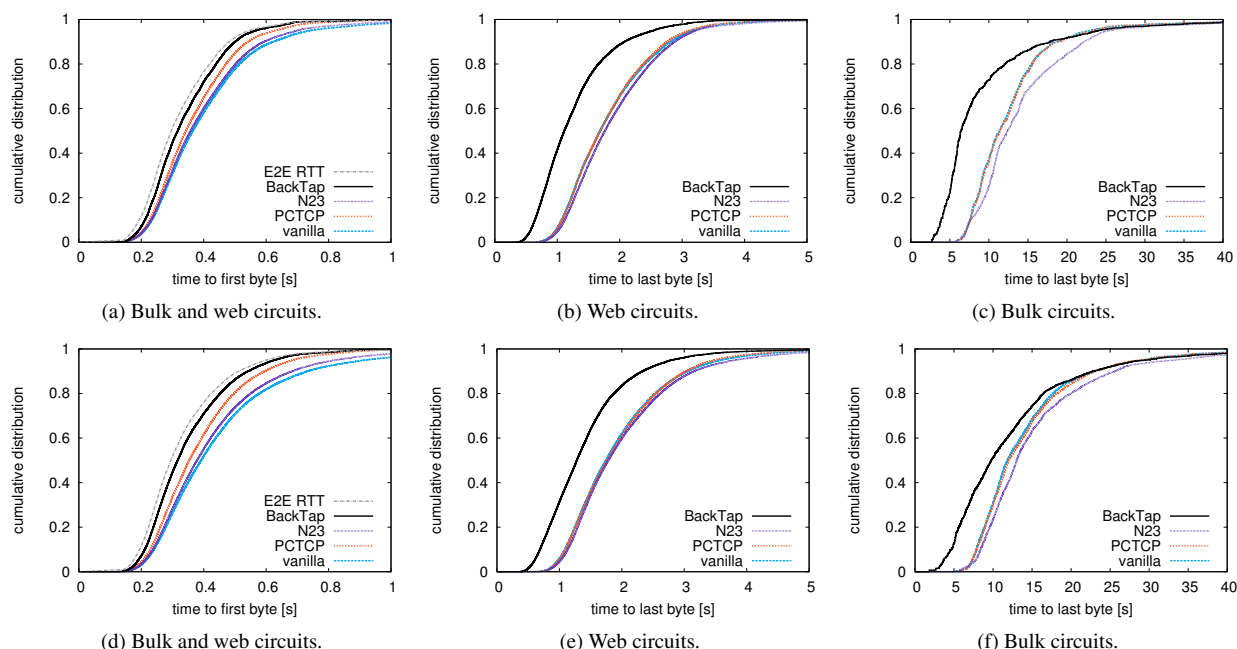 1
0.8
0.6
0.4
0.2
0
cumulative distribution
E2E RTT
BackTap
N23
PCTCP
vanilla
0 0.2 0.4 0.6 0.8 1
time to first byte [s]
(a) Bulk and web circuits.
1
0.8
0.6
0.4
0.2
0
cumulative distribution
BackTap
N23
PCTCP
vanilla
0 1 2 3 4 5
time to last byte [s]
(b) Web circuits.
1
0.8
0.6
0.4
0.2
0
cumulative distribution
BackTap
N23
PCTCP
vanilla
0 5 10 15 20 25 30 35 40
time to last byte [s]
(c) Bulk circuits.
1
0.8
0.6
0.4
0.2
0
cumulative distribution
E2E RTT
BackTap
N23
PCTCP
vanilla
0 0.2 0.4 0.6 0.8 1
time to first byte [s]
(d) Bulk and web circuits.
1
0.8
0.6
0.4
0.2
0
cumulative distribution
BackTap
N23
PCTCP
vanilla
0 1 2 3 4 5
time to last byte [s]
(e) Web circuits.
1
0.8
0.6
0.4
0.2
0
cumulative distribution
BackTap
N23
PCTCP
vanilla
0 5 10 15 20 25 30 35 40
time to last byte [s]
(f) Bulk circuits.